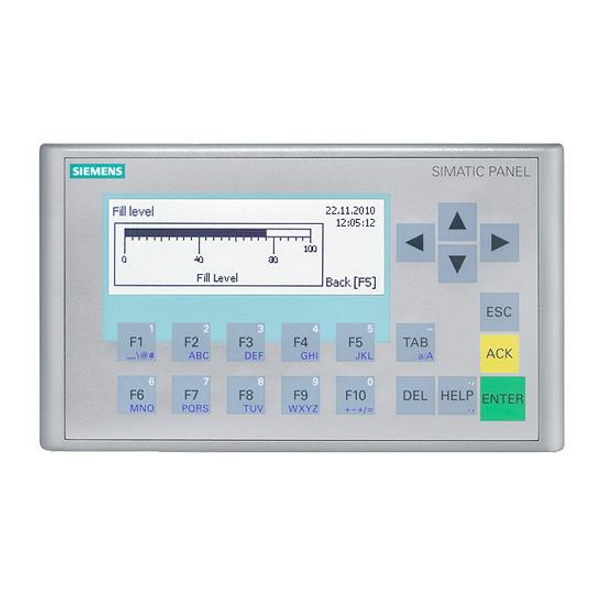 SIEMENS
SIMATIC PANEL
Fill level
22.11.2010
12:05:12
0 40 80 100
Fill Level
Back [F5]
ESC
1 2 3 4 5
F1 F2 F3 F4 F5 TAB
ABC DEF GHI JKL a/A
ACK
6 7 8 9 0
F6 F7 F8 F9 F10 DEL HELP ENTER
MNO PQRS TUV WXYZ +-*/=